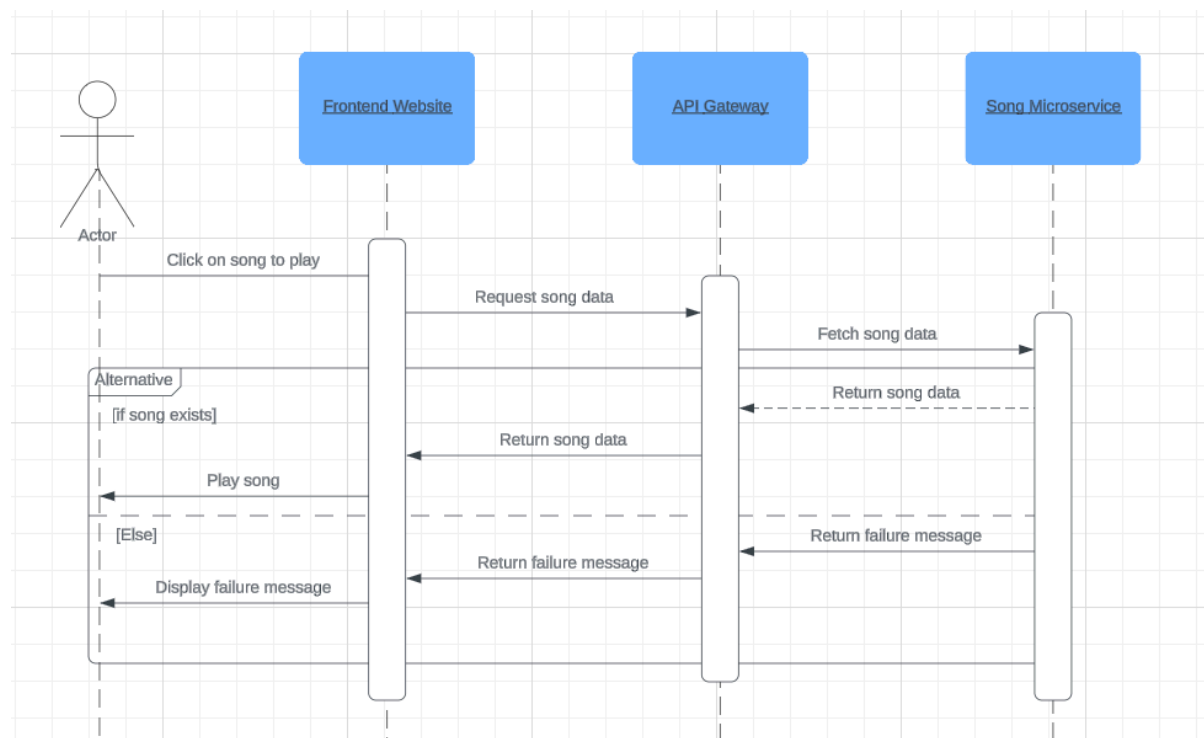 Frontend Website
API Gateway
Song Microservice
Actor
Click on song to play
Request song data
Fetch song data
Alternative
[if song exists]
Return song data
Return song data
Play song
[Else]
Return failure message
Return failure message
Display failure message